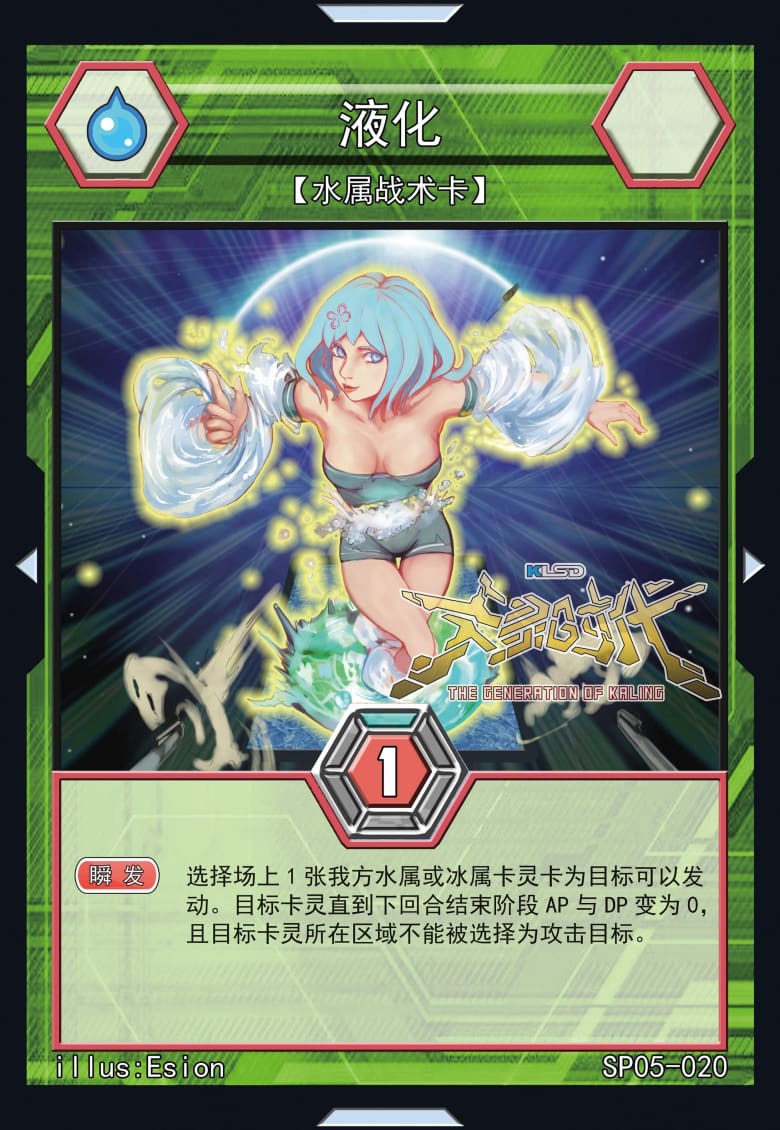 液化
【水属战术卡】
KLSD
卡灵时代
THE GENERATION OF KALING
1
瞬发
选择场上1张我方水属或冰属卡灵卡为目标可以发
动。目标卡灵直到下回合结束阶段AP与DP变为0,
且目标卡灵所在区域不能被选择为攻击目标。
illus:Esion
SP05-020